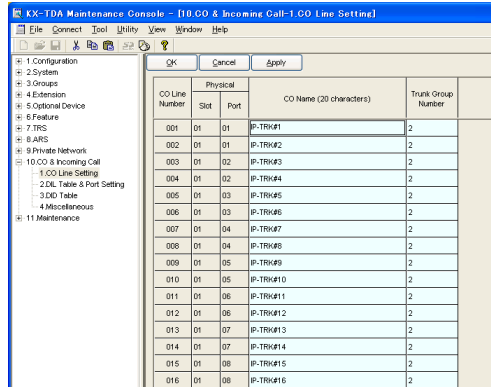 KX-TDA Maintenance Console - [10.CO & Incoming Call-1.CO Line Setting]
File Connect Tool Utility View Window Help
1.Configuration
2.System
3.Groups
4.Extension
5.Optional Device
6.Feature
7.TRS
8.ARS
9.Private Network
10.CO & Incoming Call
1.CO Line Setting
2.DIL Table & Port Setting
3.DID Table
4.Miscellaneous
11.Maintenance
OK Cancel Apply
CO Line Number Physical Slot Port CO Name (20 characters) Trunk Group Number
001 01 01 IP-TRK#1 2
002 01 01 IP-TRK#2 2
003 01 02 IP-TRK#3 2
004 01 02 IP-TRK#4 2
005 01 03 IP-TRK#5 2
006 01 03 IP-TRK#6 2
007 01 04 IP-TRK#7 2
008 01 04 IP-TRK#8 2
009 01 05 IP-TRK#9 2
010 01 05 IP-TRK#10 2
011 01 06 IP-TRK#11 2
012 01 06 IP-TRK#12 2
013 01 07 IP-TRK#13 2
014 01 07 IP-TRK#14 2
015 01 08 IP-TRK#15 2
016 01 08 IP-TRK#16 2